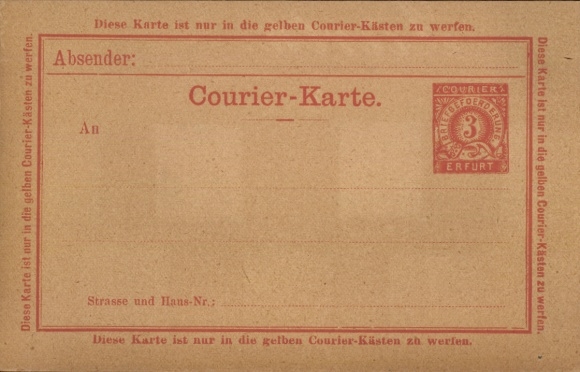 Diese Karte ist nur in die gelben Courier-Kästen zu werfen.
Absender:
Courier-Karte.
An
COURIER
BRIEFBEFOERDERUNG
3
ERFURT
Strasse und Haus-Nr.:
Diese Karte ist nur in die gelben Courier-Kästen zu werfen.
Diese Karte ist nur in die gelben Courier-Kästen zu werfen.
Diese Karte ist nur in die gelben Courier-Kästen zu werfen.